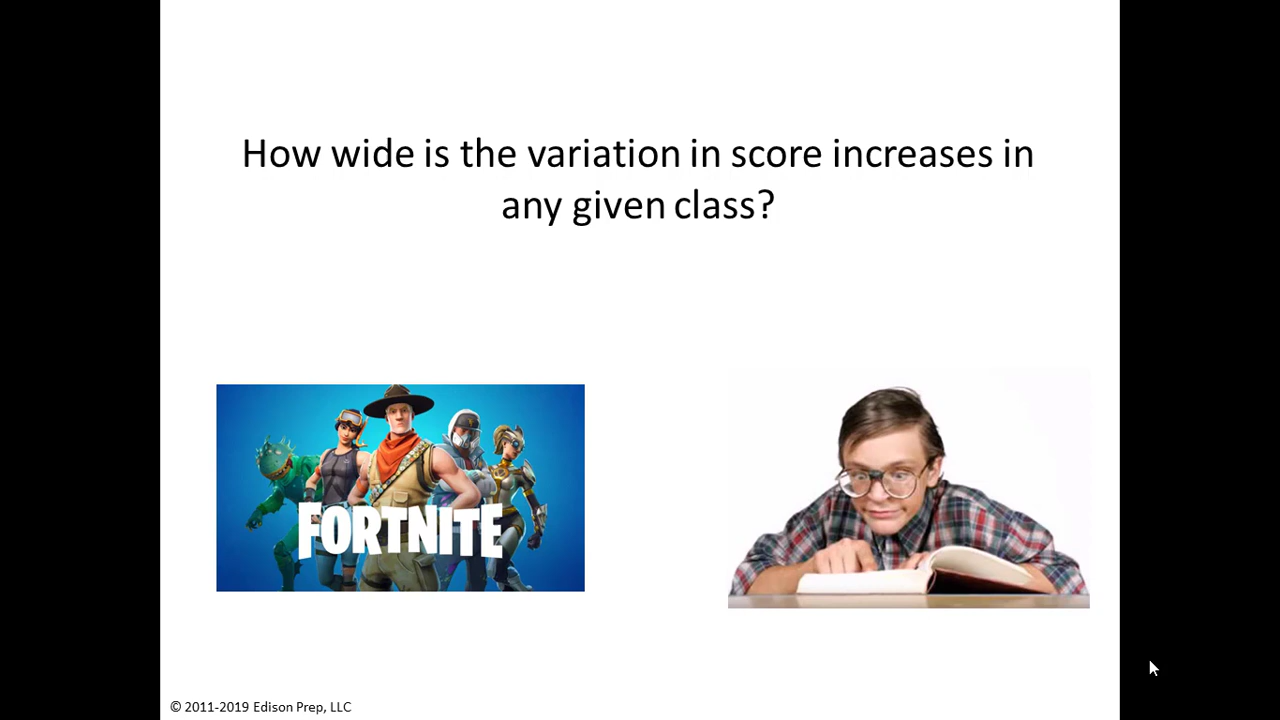 How wide is the variation in score increases in
any given class?
FORTNITE
© 2011-2019 Edison Prep, LLC